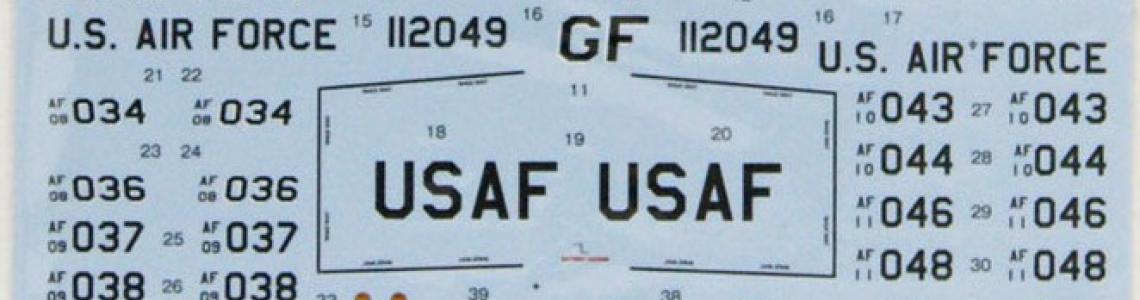 U.S. AIR FORCE 15 112049 16 GF 112049 16 17
U.S. AIR FORCE
21 22
AF 08 034 AF 08 034
11
AF 10 043 27 AF 10 043
18 19 20
23 24
AF 10 044 28 AF 10 044
USAF USAF
AF 08 036 AF 08 036
AF 11 046 29 AF 11 046
AF 09 037 25 AF 09 037
AF 11 048 30 AF 11 048
AF 09 038 26 AF 09 038
39 38